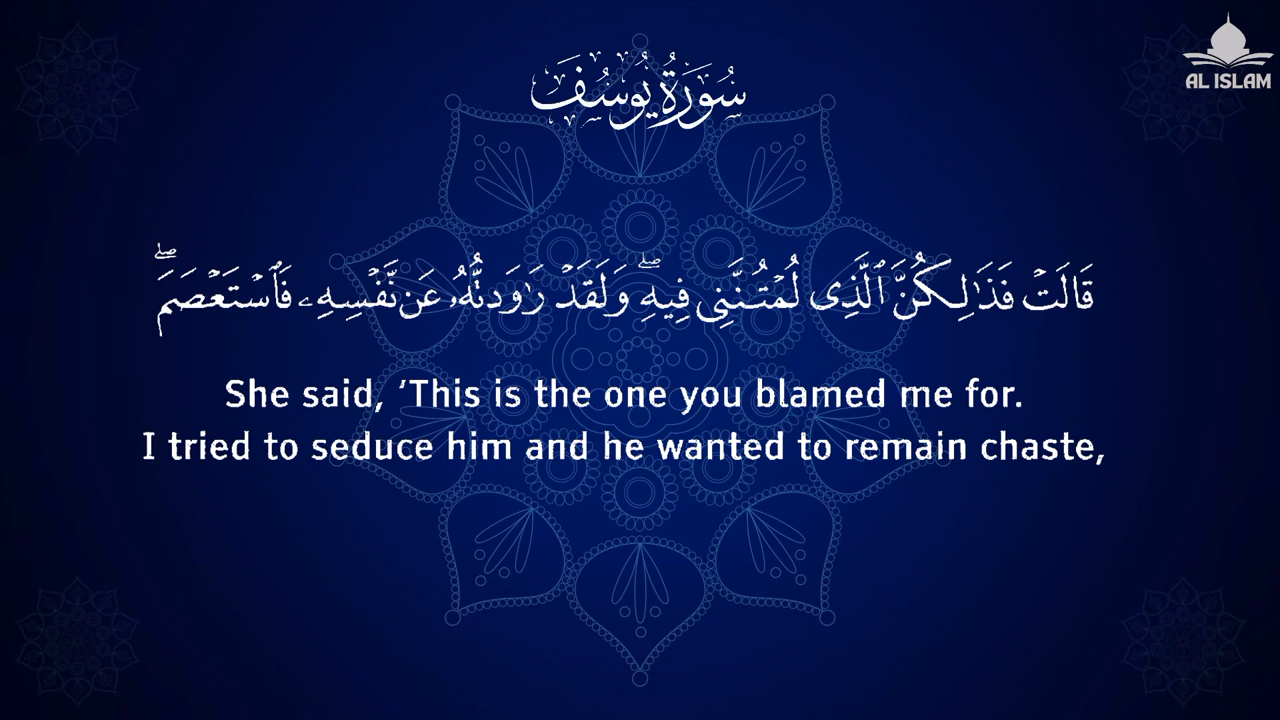 سُورَةُ يُوسُفَ
AL ISLAM
قَالَتْ فَذَٰلِكُنَّ ٱلَّذِى لُمْتُنَّنِى فِيهِ ۖ وَلَقَدْ رَٰوَدتُّهُۥ عَن نَّفْسِهِۦ فَٱسْتَعْصَمَ ۖ
She said, ‘This is the one you blamed me for.
I tried to seduce him and he wanted to remain chaste,